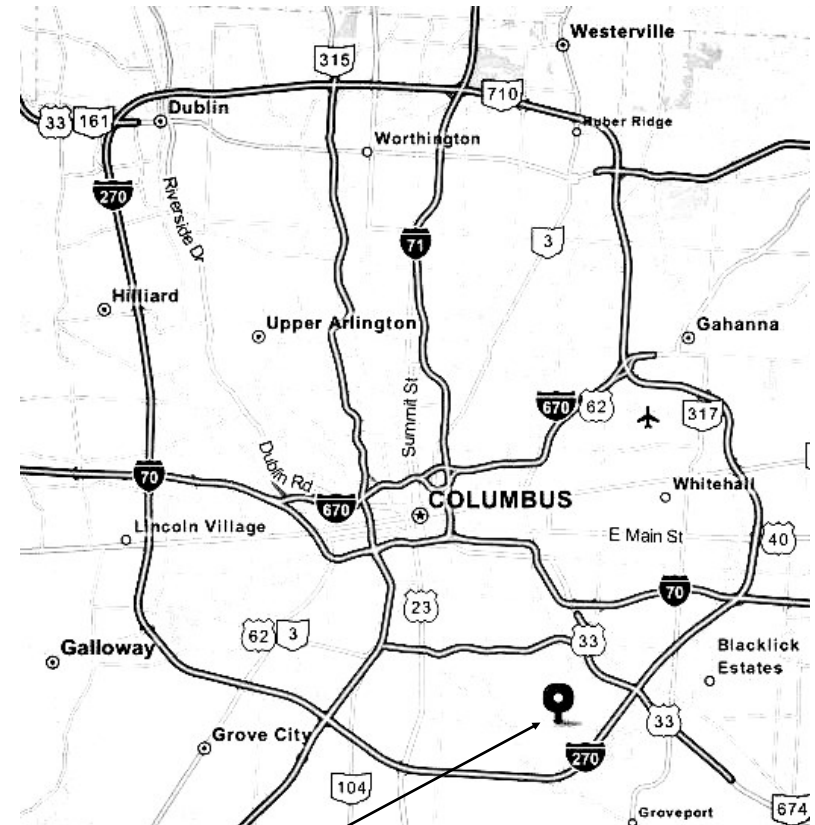 Westerville
315
Dublin
710
33
161
Huber Ridge
Worthington
270
Riverside Dr
71
3
Hilliard
Upper Arlington
Gahanna
670
62
317
Summit St
Dublin Rd
70
Whitehall
670
COLUMBUS
Lincoln Village
E Main St
40
70
23
62
3
33
Galloway
Blacklick
Estates
33
Grove City
270
104
674
Groveport